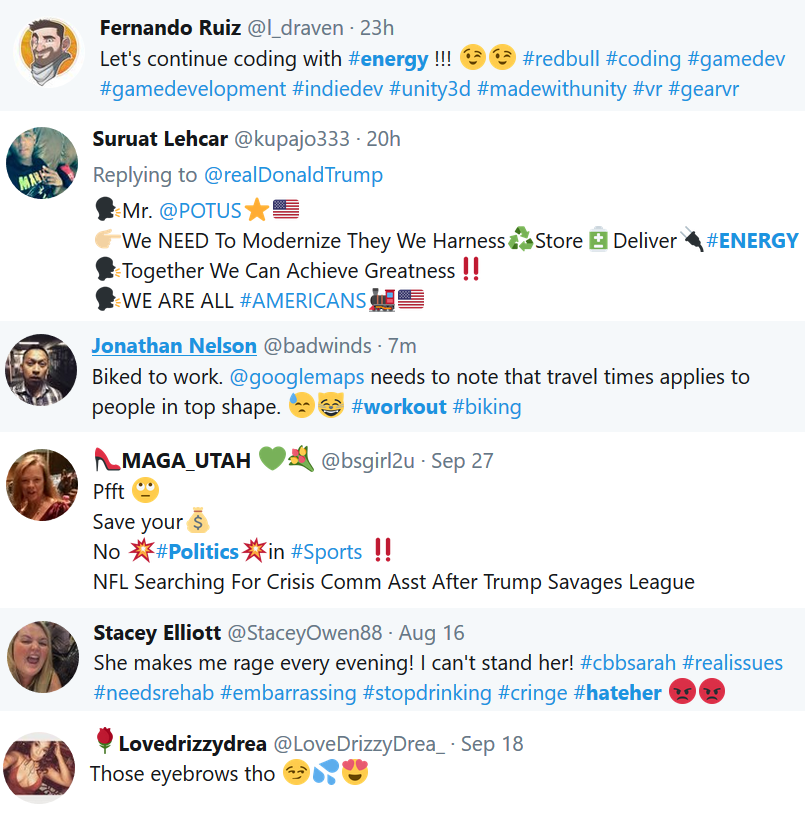 Fernando Ruiz @l_draven · 23h
Let's continue coding with #energy !!! 😉😉 #redbull #coding #gamedev
#gamedevelopment #indiedev #unity3d #madewithunity #vr #gearvr
Suruat Lehcar @kupajo333 · 20h
Replying to @realDonaldTrump
🗣Mr. @POTUS⭐🇺🇸
👉🏼We NEED To Modernize They We Harness♻Store🔋Deliver🔌#ENERGY
🗣Together We Can Achieve Greatness‼
🗣WE ARE ALL #AMERICANS🚂🇺🇸
Jonathan Nelson @badwinds · 7m
Biked to work. @googlemaps needs to note that travel times applies to
people in top shape. 😓😸 #workout #biking
👠MAGA_UTAH 💚💐 @bsgirl2u · Sep 27
Pfft 🙄
Save your💰
No 💥#Politics💥in #Sports ‼
NFL Searching For Crisis Comm Asst After Trump Savages League
Stacey Elliott @StaceyOwen88 · Aug 16
She makes me rage every evening! I can't stand her! #cbbsarah #realissues
#needsrehab #embarrassing #stopdrinking #cringe #hateher 😡😡
🌹Lovedrizzydrea @LoveDrizzyDrea_ · Sep 18
Those eyebrows tho 😏💦😍